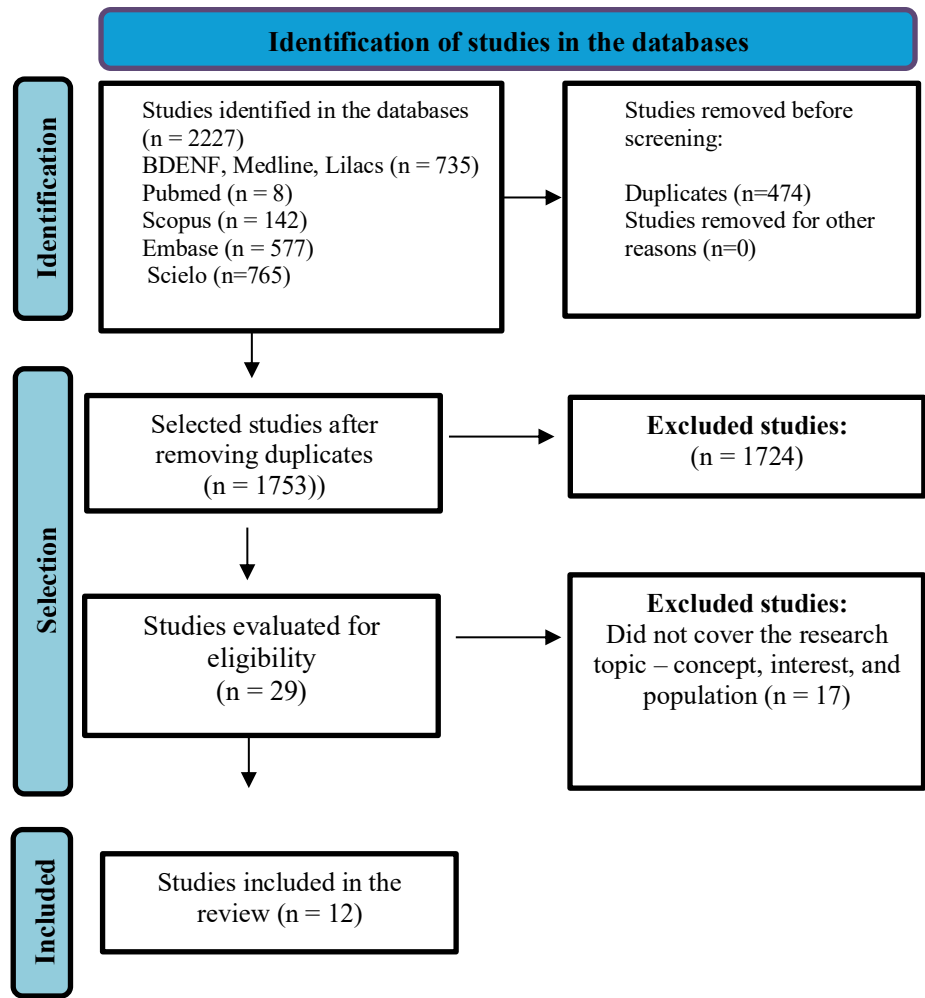 Identification of studies in the databases
Identification
Studies identified in the databases
(n = 2227)
BDENF, Medline, Lilacs (n = 735)
Pubmed (n = 8)
Scopus (n = 142)
Embase (n = 577)
Scielo (n=765)
Studies removed before
screening:
Duplicates (n=474)
Studies removed for other
reasons (n=0)
Selection
Selected studies after
removing duplicates
(n = 1753))
Excluded studies:
(n = 1724)
Studies evaluated for
eligibility
(n = 29)
Excluded studies:
Did not cover the research
topic – concept, interest, and
population (n = 17)
Included
Studies included in the
review (n = 12)